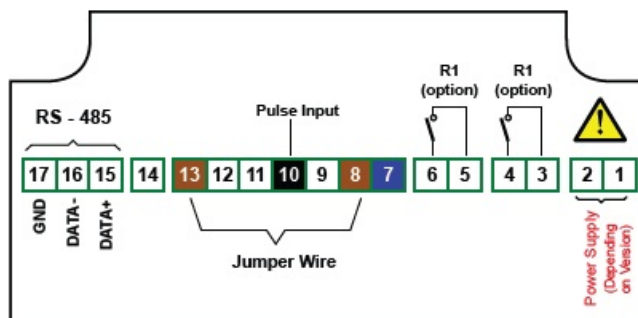 R1
(option)
R1
(option)
Pulse Input
RS - 485
17 16 15 14 13 12 11 10 9 8 7 6 5 4 3 2 1
GND
DATA-
DATA+
Jumper Wire
Power Supply
(Depending
on Version)